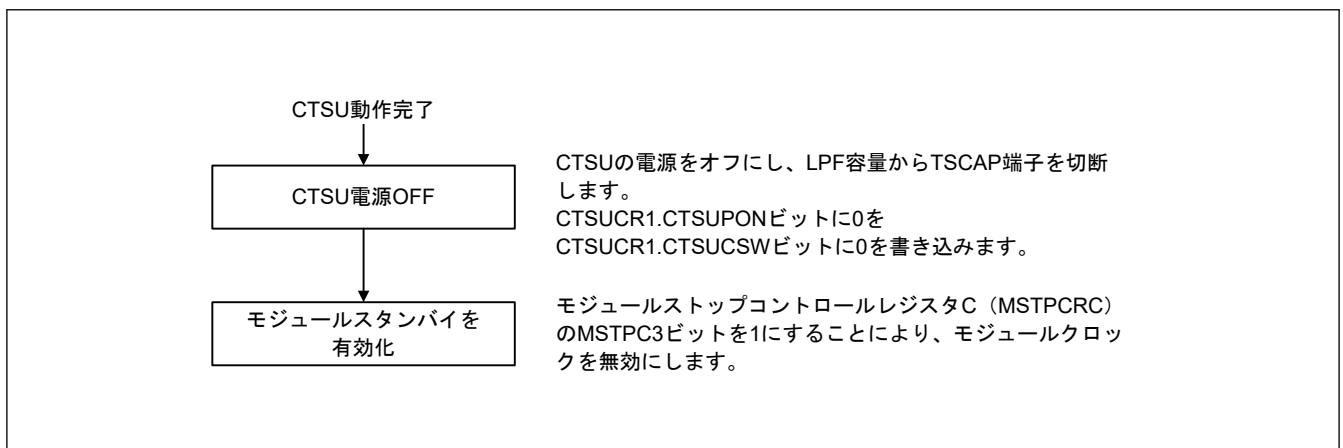 CTSU動作完了
CTSU電源OFF
CTSUの電源をオフにし、LPF容量からTSCAP端子を切断
します。
CTSUCR1.CTSUPONビットに0を
CTSUCR1.CTSUCSWビットに0を書き込みます。
モジュールスタンバイを
有効化
モジュールストップコントロールレジスタC（MSTPCRC）
のMSTPC3ビットを1にすることにより、モジュールクロッ
クを無効にします。